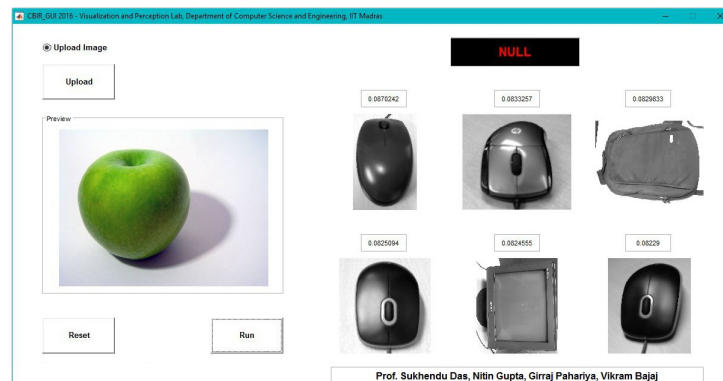 CBIR_GUI 2016 - Visualization and Perception Lab, Department of Computer Science and Engineering, IIT Madras
Upload Image
NULL
Upload
0.0870242
0.0833257
0.0829833
Preview
0.0825094
0.0824555
0.08229
Reset
Run
Prof. Sukhendu Das, Nitin Gupta, Girraj Pahariya, Vikram Bajaj